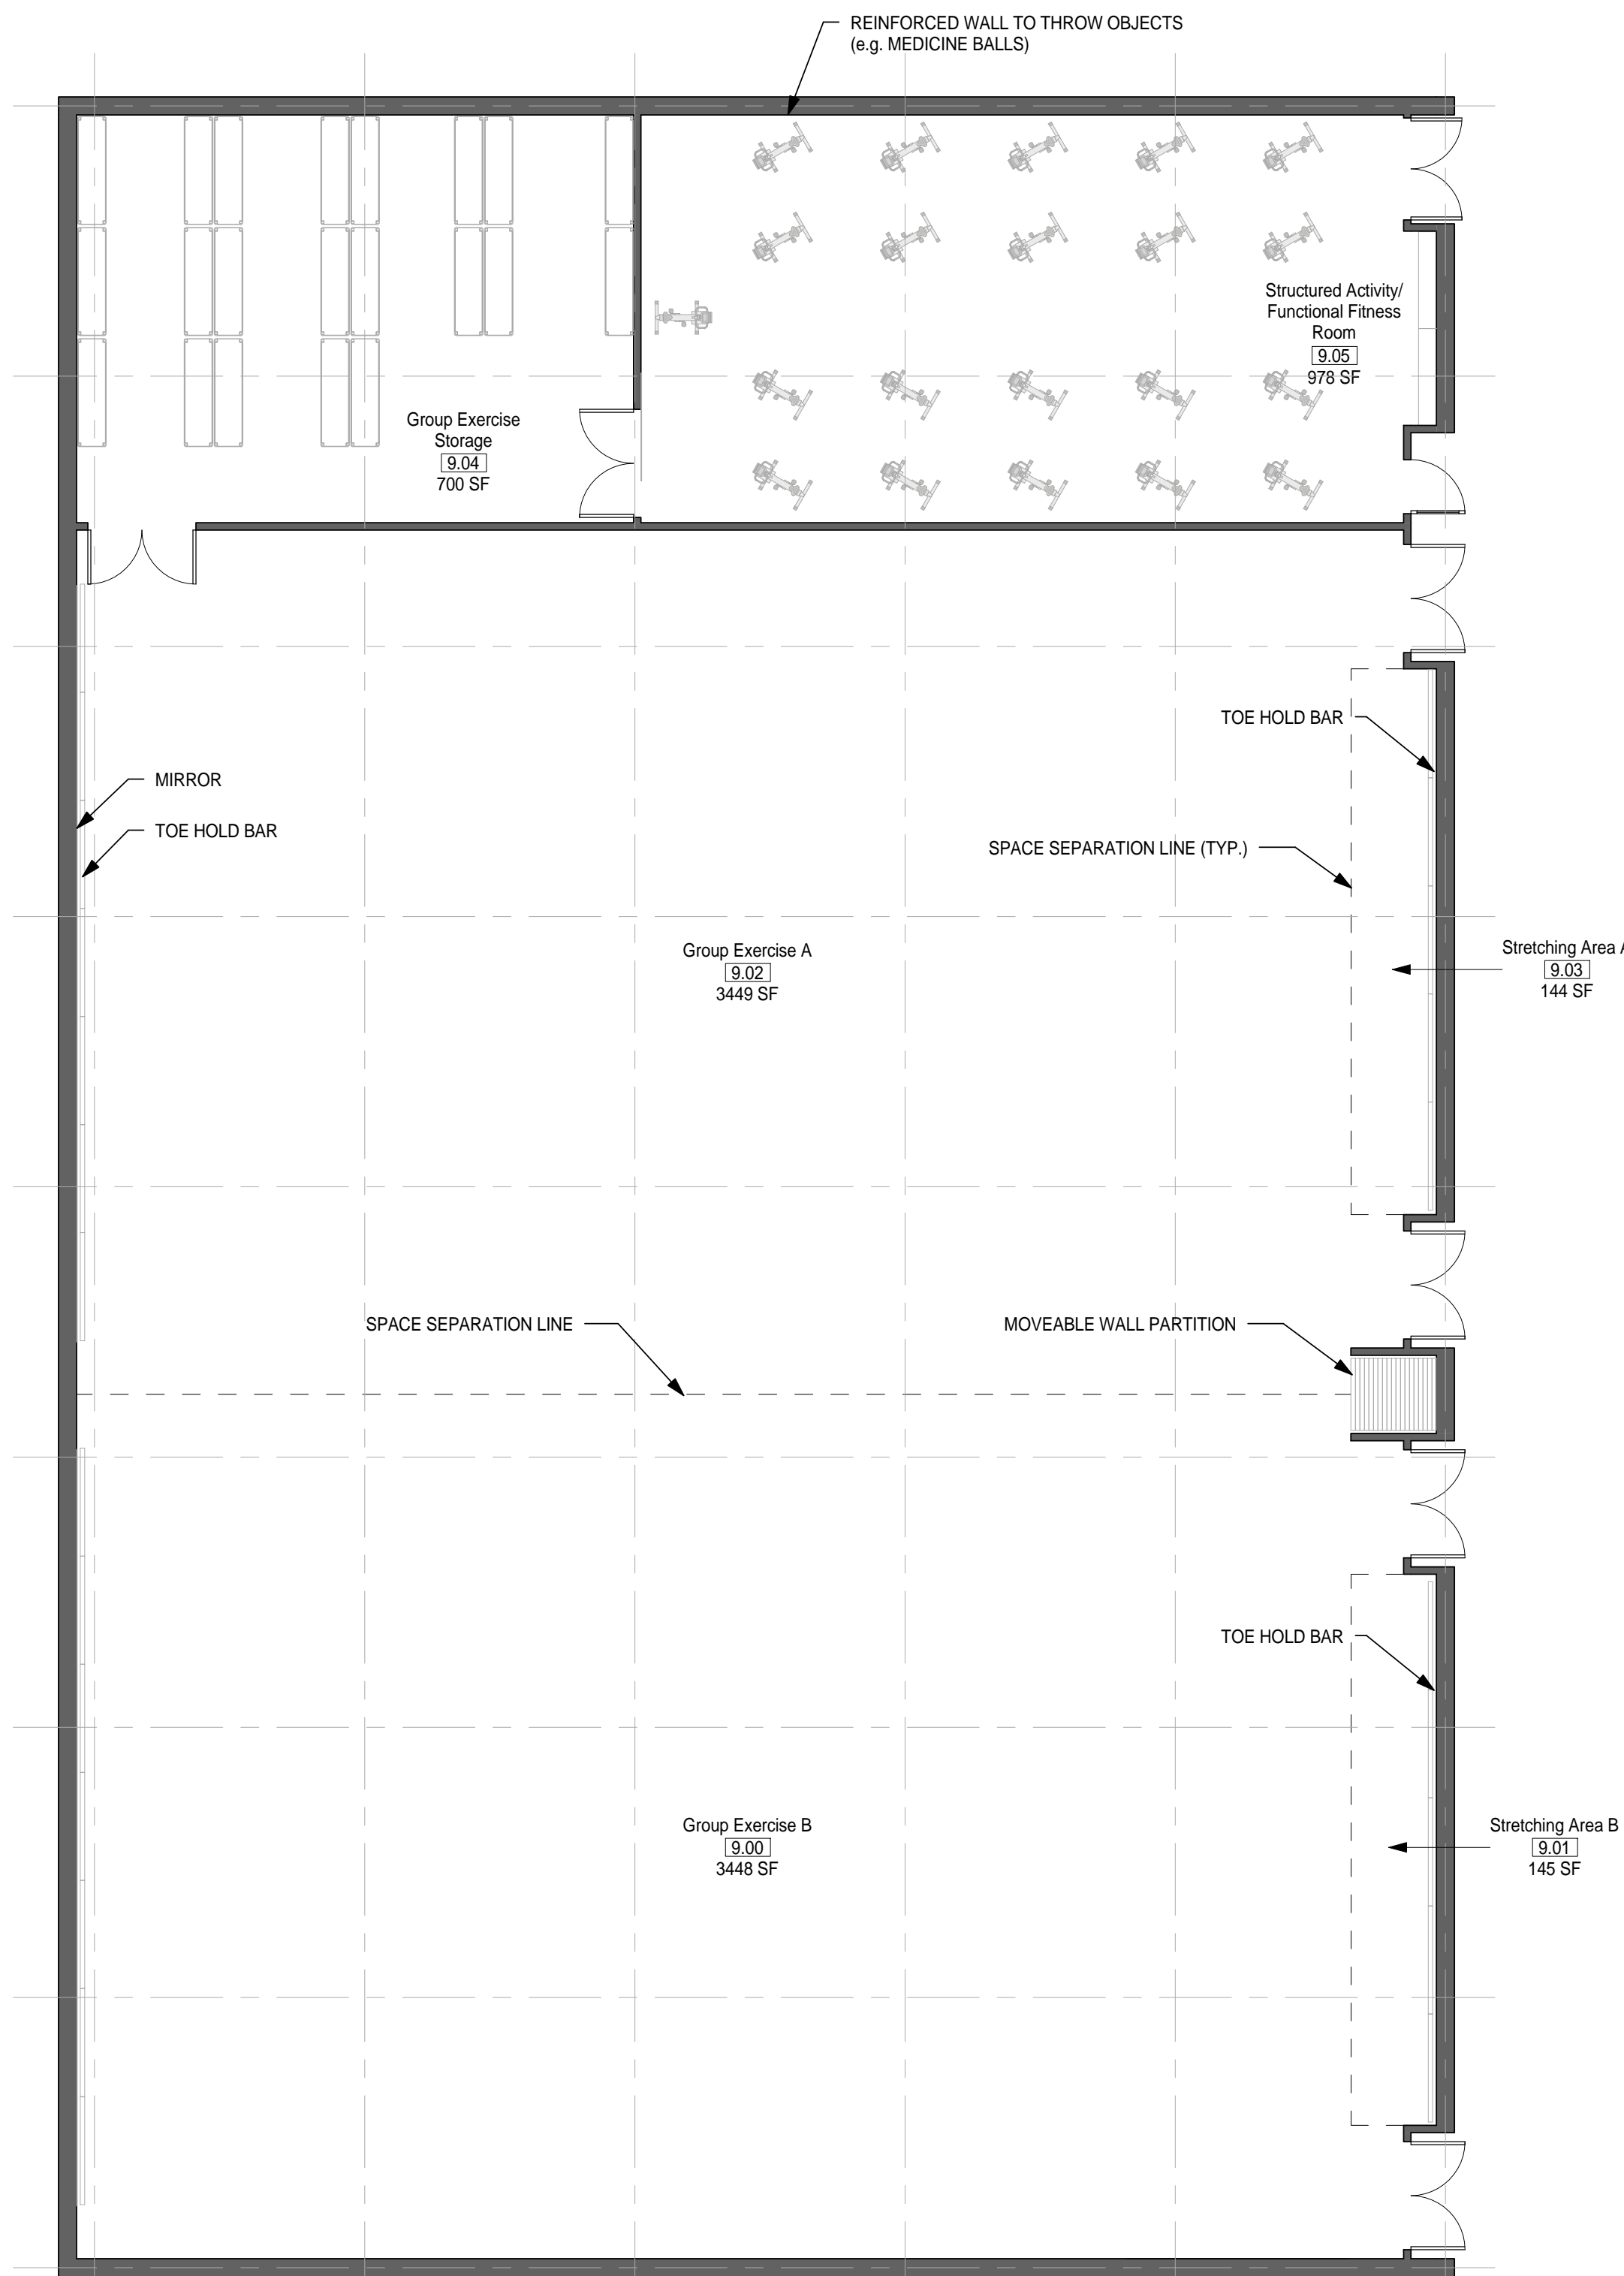 REINFORCED WALL TO THROW OBJECTS
(e.g. MEDICINE BALLS)
Structured Activity/
Functional Fitness
Room
9.05
978 SF
Group Exercise
Storage
9.04
700 SF
TOE HOLD BAR
MIRROR
TOE HOLD BAR
SPACE SEPARATION LINE (TYP.)
Group Exercise A
9.02
3449 SF
Stretching Area A
9.03
144 SF
SPACE SEPARATION LINE
MOVEABLE WALL PARTITION
TOE HOLD BAR
Group Exercise B
9.00
3448 SF
Stretching Area B
9.01
145 SF